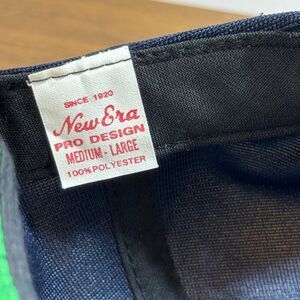 SINCE 1920
New Era
PRO DESIGN
MEDIUM - LARGE
100% POLYESTER